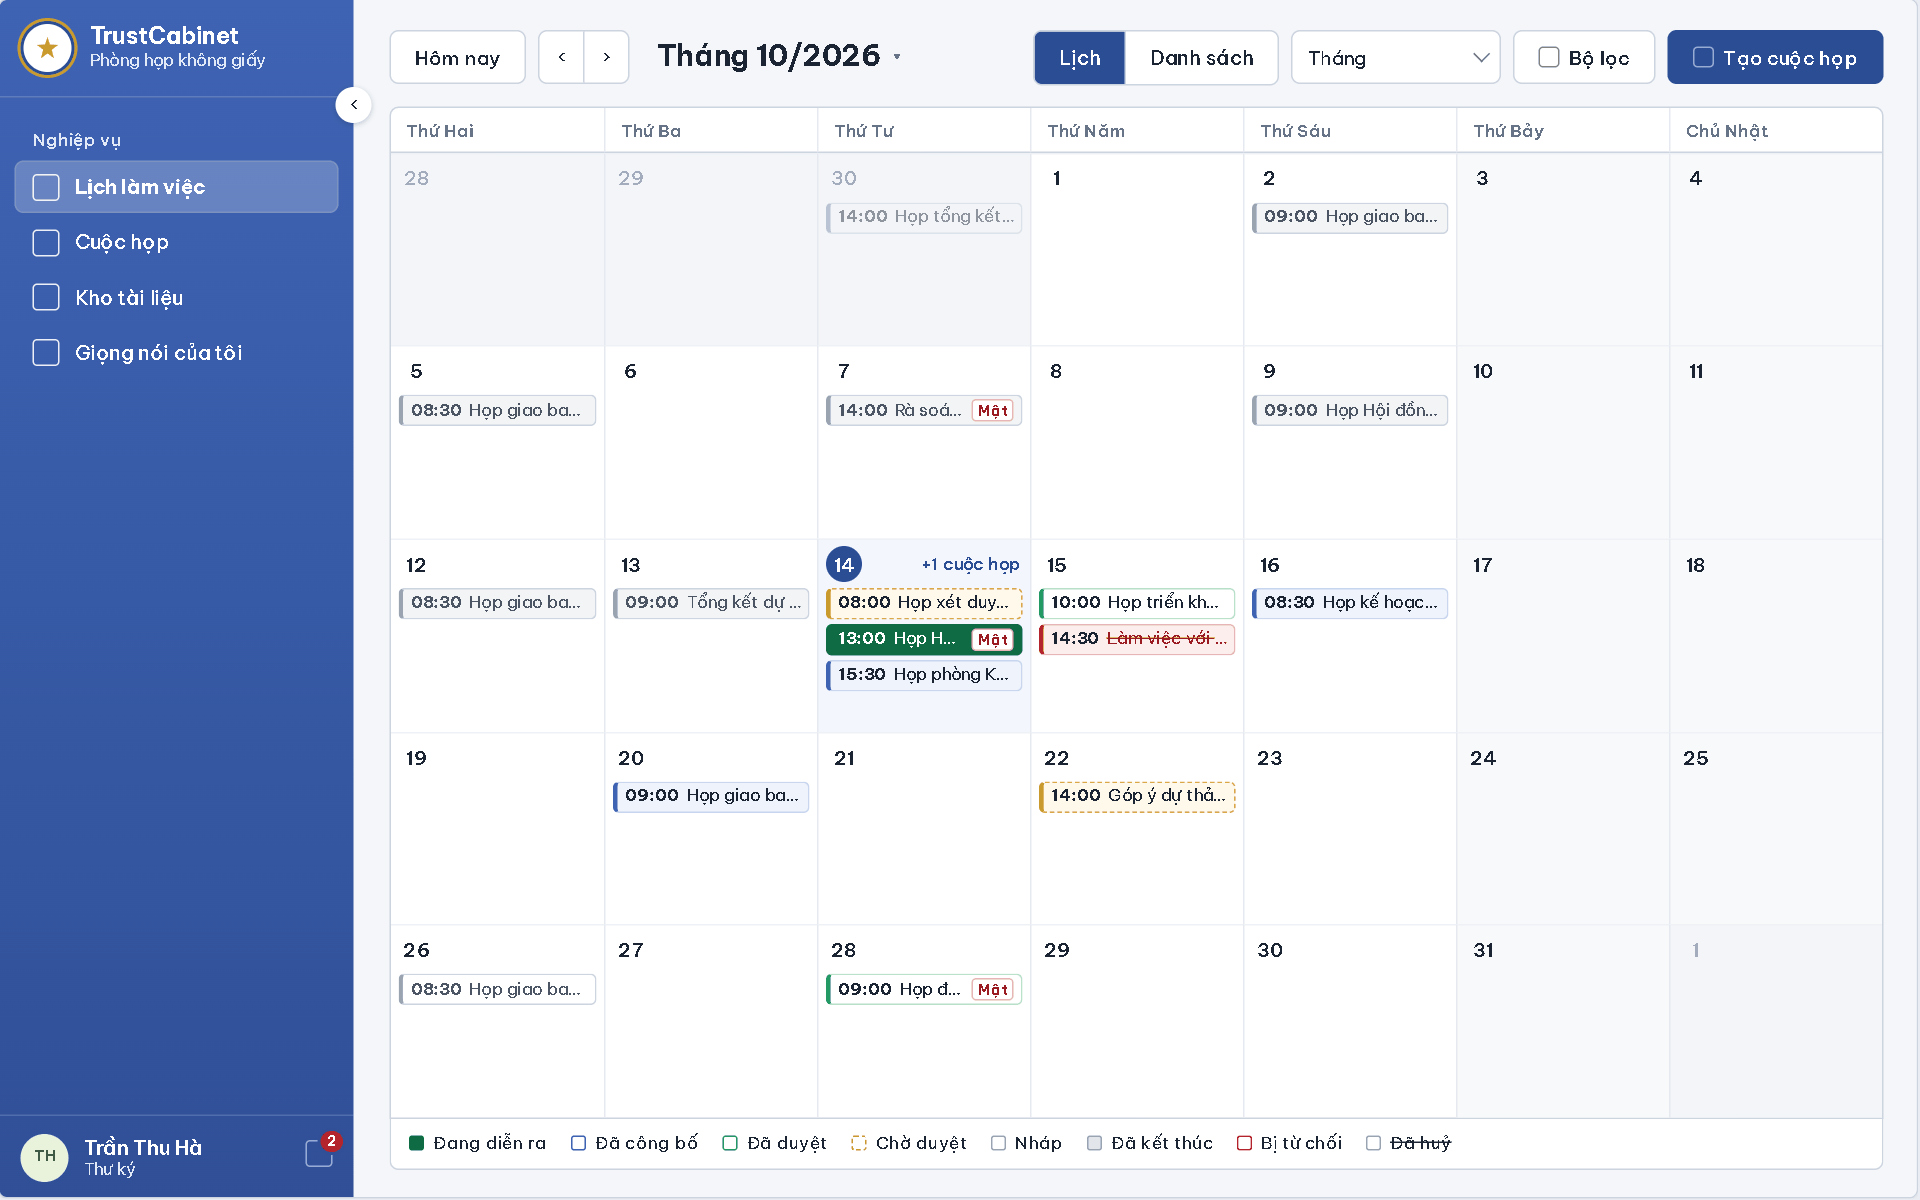 TrustCabinet
Phòng họp không giấy
Nghiệp vụ
Lịch làm việc
Cuộc họp
Kho tài liệu
Giọng nói của tôi
TH
Trần Thu Hà
Thư ký
2
Hôm nay
Tháng 10/2026
Lịch
Danh sách
Tháng
Bộ lọc
Tạo cuộc họp
Thứ Hai
Thứ Ba
Thứ Tư
Thứ Năm
Thứ Sáu
Thứ Bảy
Chủ Nhật
28
29
30
14:00 Họp tổng kết...
1
2
09:00 Họp giao ba...
3
4
5
08:30 Họp giao ba...
6
7
14:00 Rà soá... Mật
8
9
09:00 Họp Hội đồn...
10
11
12
08:30 Họp giao ba...
13
09:00 Tổng kết dự ...
14
+1 cuộc họp
08:00 Họp xét duy...
13:00 Họp H... Mật
15:30 Họp phòng K...
15
10:00 Họp triển kh...
14:30 Làm việc với ...
16
08:30 Họp kế hoạc...
17
18
19
20
09:00 Họp giao ba...
21
22
14:00 Góp ý dự thả...
23
24
25
26
08:30 Họp giao ba...
27
28
09:00 Họp đ... Mật
29
30
31
1
Đang diễn ra
Đã công bố
Đã duyệt
Chờ duyệt
Nháp
Đã kết thúc
Bị từ chối
Đã huỷ